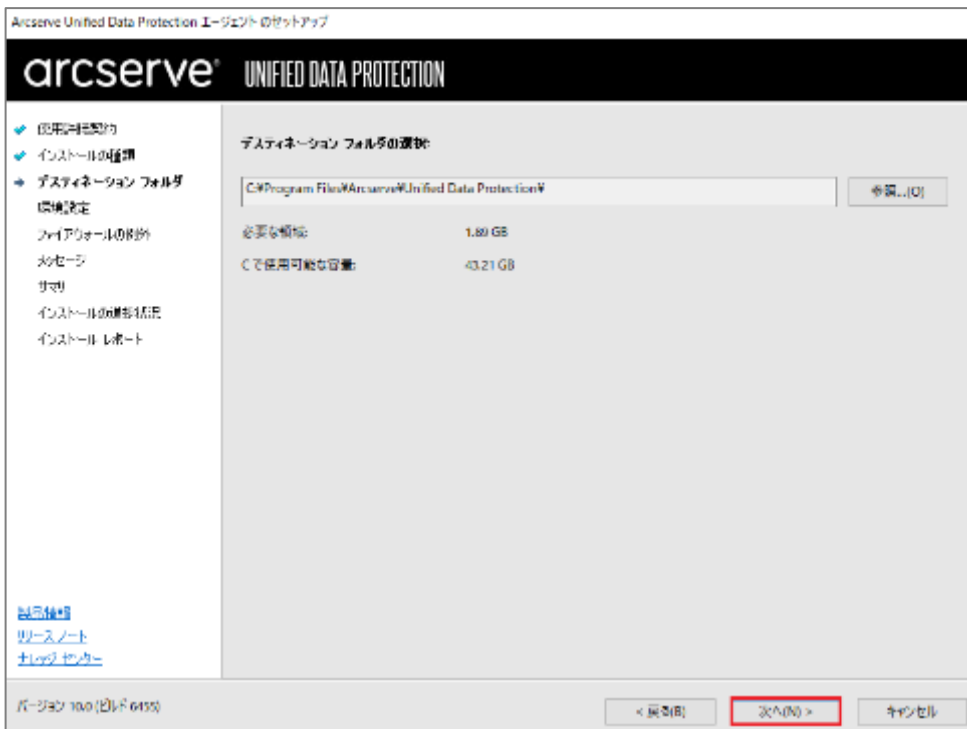 Arcserve Unified Data Protection エージェント のセットアップ
arcserve® UNIFIED DATA PROTECTION
使用許諾契約
インストールの種類
デスティネーション フォルダ
環境設定
ファイアウォールの例外
メッセージ
サマリ
インストールの進捗状況
インストール レポート
デスティネーション フォルダの選択:
C:¥Program Files¥Arcserve¥Unified Data Protection¥
参照...(O)
必要な領域: 1.89 GB
C で使用可能な容量: 43.21 GB
製品情報
リリース ノート
ナレッジ センター
バージョン 10.0 (ビルド 6455)
< 戻る(B)
次へ(N) >
キャンセル